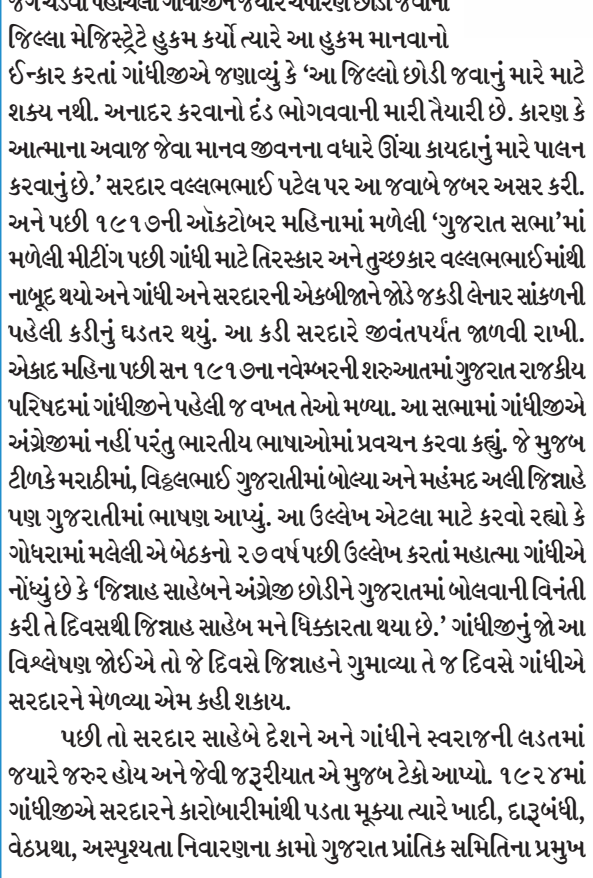 જંગે ચડવા પહોંચેલા ગાંધીજીને જયારે ચંપારણ છોડી જવાનો
જિલ્લા મેજિસ્ટ્રેટે હુકમ કર્યો ત્યારે આ હુકમ માનવાનો
ઈન્કાર કરતાં ગાંધીજીએ જણાવ્યું કે ‘આ જિલ્લો છોડી જવાનું મારે માટે
શક્ય નથી. અનાદર કરવાનો દંડ ભોગવવાની મારી તૈયારી છે. કારણ કે
આત્માના અવાજ જેવા માનવ જીવનના વધારે ઊંચા કાયદાનું મારે પાલન
કરવાનું છે.’ સરદાર વલ્લભભાઈ પટેલ પર આ જવાબે જબર અસર કરી.
અને પછી ૧૯૧૭ની ઑકટોબર મહિનામાં મળેલી ‘ગુજરાત સભા’માં
મળેલી મીટીંગ પછી ગાંધી માટે તિરસ્કાર અને તુચ્છકાર વલ્લભભાઈમાંથી
નાબૂદ થયો અને ગાંધી અને સરદારની એકબીજાને જોડે જકડી લેનાર સાંકળની
પહેલી કડીનું ઘડતર થયું. આ કડી સરદારે જીવંતપર્યંત જાળવી રાખી.
એકાદ મહિના પછી સન ૧૯૧૭ના નવેમ્બરની શરુઆતમાં ગુજરાત રાજકીય
પરિષદમાં ગાંધીજીને પહેલી જ વખત તેઓ મળ્યા. આ સભામાં ગાંધીજીએ
અંગ્રેજીમાં નહીં પરંતુ ભારતીય ભાષાઓમાં પ્રવચન કરવા કહ્યું. જે મુજબ
ટીળકે મરાઠીમાં, વિઠ્ઠલભાઈ ગુજરાતીમાં બોલ્યા અને મહંમદ અલી જિન્નાહે
પણ ગુજરાતીમાં ભાષણ આપ્યું. આ ઉલ્લેખ એટલા માટે કરવો રહ્યો કે
ગોધરામાં મલેલી એ બેઠકનો ૨૭ વર્ષ પછી ઉલ્લેખ કરતાં મહાત્મા ગાંધીએ
નોંધ્યું છે કે ‘જિન્નાહ સાહેબને અંગ્રેજી છોડીને ગુજરાતમાં બોલવાની વિનંતી
કરી તે દિવસથી જિન્નાહ સાહેબ મને ધિક્કારતા થયા છે.’ ગાંધીજીનું જો આ
વિશ્લેષણ જોઈએ તો જે દિવસે જિન્નાહને ગુમાવ્યા તે જ દિવસે ગાંધીએ
સરદારને મેળવ્યા એમ કહી શકાય.
પછી તો સરદાર સાહેબે દેશને અને ગાંધીને સ્વરાજની લડતમાં
જયારે જરુર હોય અને જેવી જરૂરીયાત એ મુજબ ટેકો આપ્યો. ૧૯૨૪માં
ગાંધીજીએ સરદારને કારોબારીમાંથી પડતા મૂક્યા ત્યારે ખાદી, દારૂબંધી,
વેઠપ્રથા, અસ્પૃશ્યતા નિવારણના કામો ગુજરાત પ્રાંતિક સમિતિના પ્રમુખ